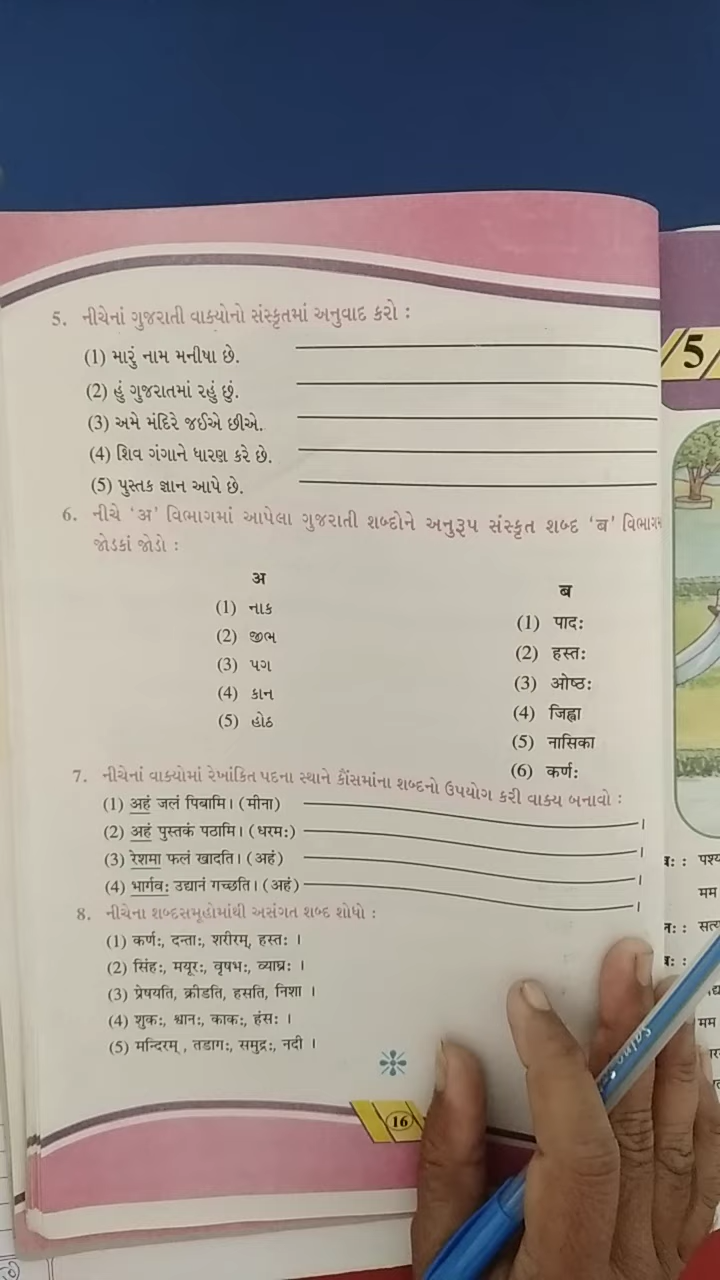 5. નીચેનાં ગુજરાતી વાક્યોનો સંસ્કૃતમાં અનુવાદ કરો :
(1) મારું નામ મનીષા છે.
(2) હું ગુજરાતમાં રહું છું.
(3) અમે મંદિરે જઈએ છીએ.
(4) શિવ ગંગાને ધારણ કરે છે.
(5) પુસ્તક જ્ઞાન આપે છે.
6. નીચે ‘अ’ વિભાગમાં આપેલા ગુજરાતી શબ્દોને અનુરૂપ સંસ્કૃત શબ્દ ‘ब’
જોડકાં જોડો :
अ ब
(1) નાક (1) पादः
(2) જીભ (2) हस्तः
(3) પગ (3) ओष्ठः
(4) કાન (4) जिह्वा
(5) હોઠ (5) नासिका
(6) कर्णः
7. નીચેનાં વાક્યોમાં રેખાંકિત પદના સ્થાને કૌંસમાંના શબ્દનો ઉપયોગ કરી વાક્ય બનાવો :
(1) अहं जलं पिबामि। (मीना) ।
(2) अहं पुस्तकं पठामि। (धरमः) ।
(3) रेशमा फलं खादति। (अहं) ।
(4) भार्गवः उद्यानं गच्छति। (अहं) ।
8. નીચેના શબ્દસમૂહોમાંથી અસંગત શબ્દ શોધો :
(1) कर्णः, दन्ताः, शरीरम्, हस्तः ।
(2) सिंहः, मयूरः, वृषभः, व्याघ्रः ।
(3) प्रेषयति, क्रीडति, हसति, निशा ।
(4) शुकः, श्वानः, काकः, हंसः ।
(5) मन्दिरम्, तडागः, समुद्रः, नदी ।
16
5
मम
मम